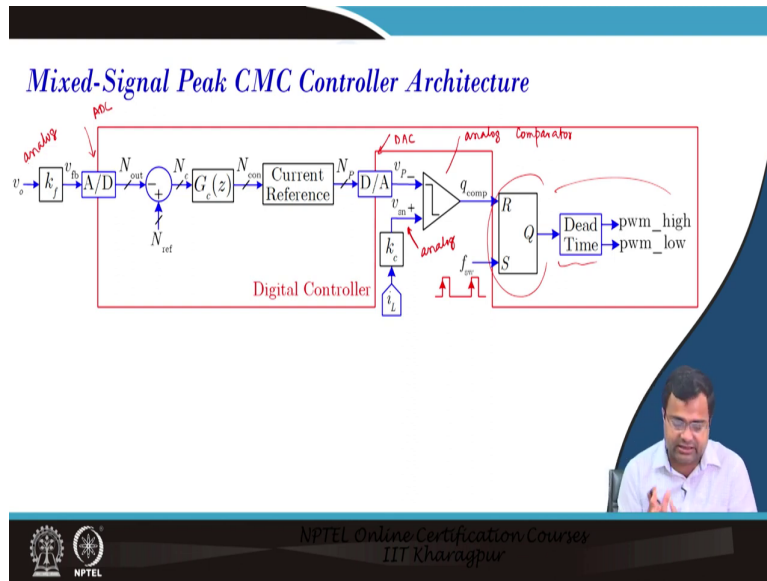 Mixed-Signal Peak CMC Controller Architecture
ADC
analog
DAC
analog Comparator
v_o
k_f
v_fb
A/D
N_out
−
+
N_ref
N_e
G_c(z)
N_con
Current
Reference
N_P
D/A
v_P −
v_m +
q_comp
analog
k_c
i_L
f_sw
R
S
Q
Dead
Time
pwm_high
pwm_low
Digital Controller
NPTEL Online Certification Courses
IIT Kharagpur
NPTEL